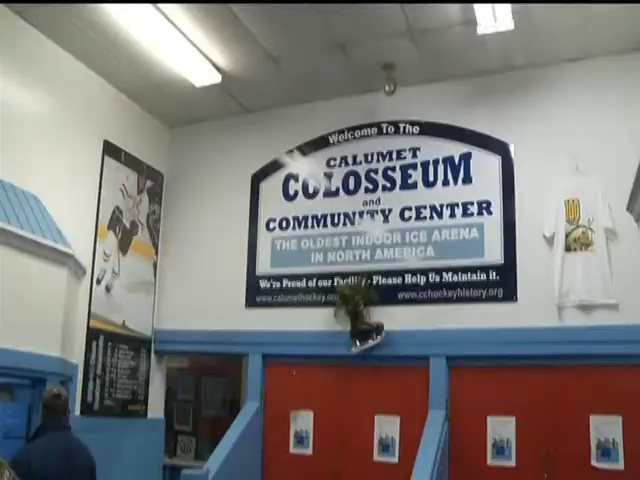 Welcome To The
CALUMET
COLOSSEUM
and
COMMUNITY CENTER
THE OLDEST INDOOR ICE ARENA
IN NORTH AMERICA
We're Proud of our Facility Please Help Us Maintain it.
www.calumethockey.org www.cchockeyhistory.org
100